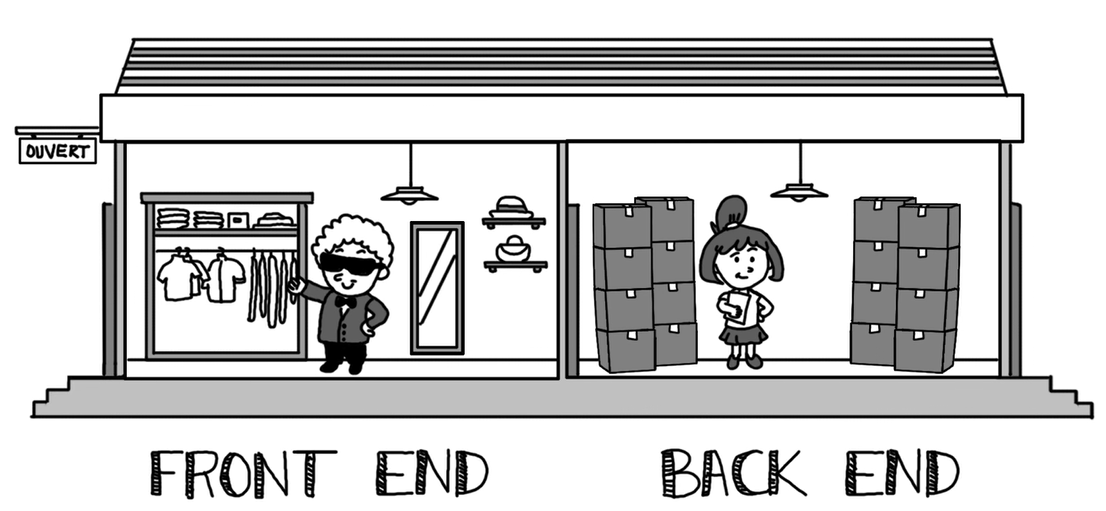 OUVERT
FRONT END
BACK END